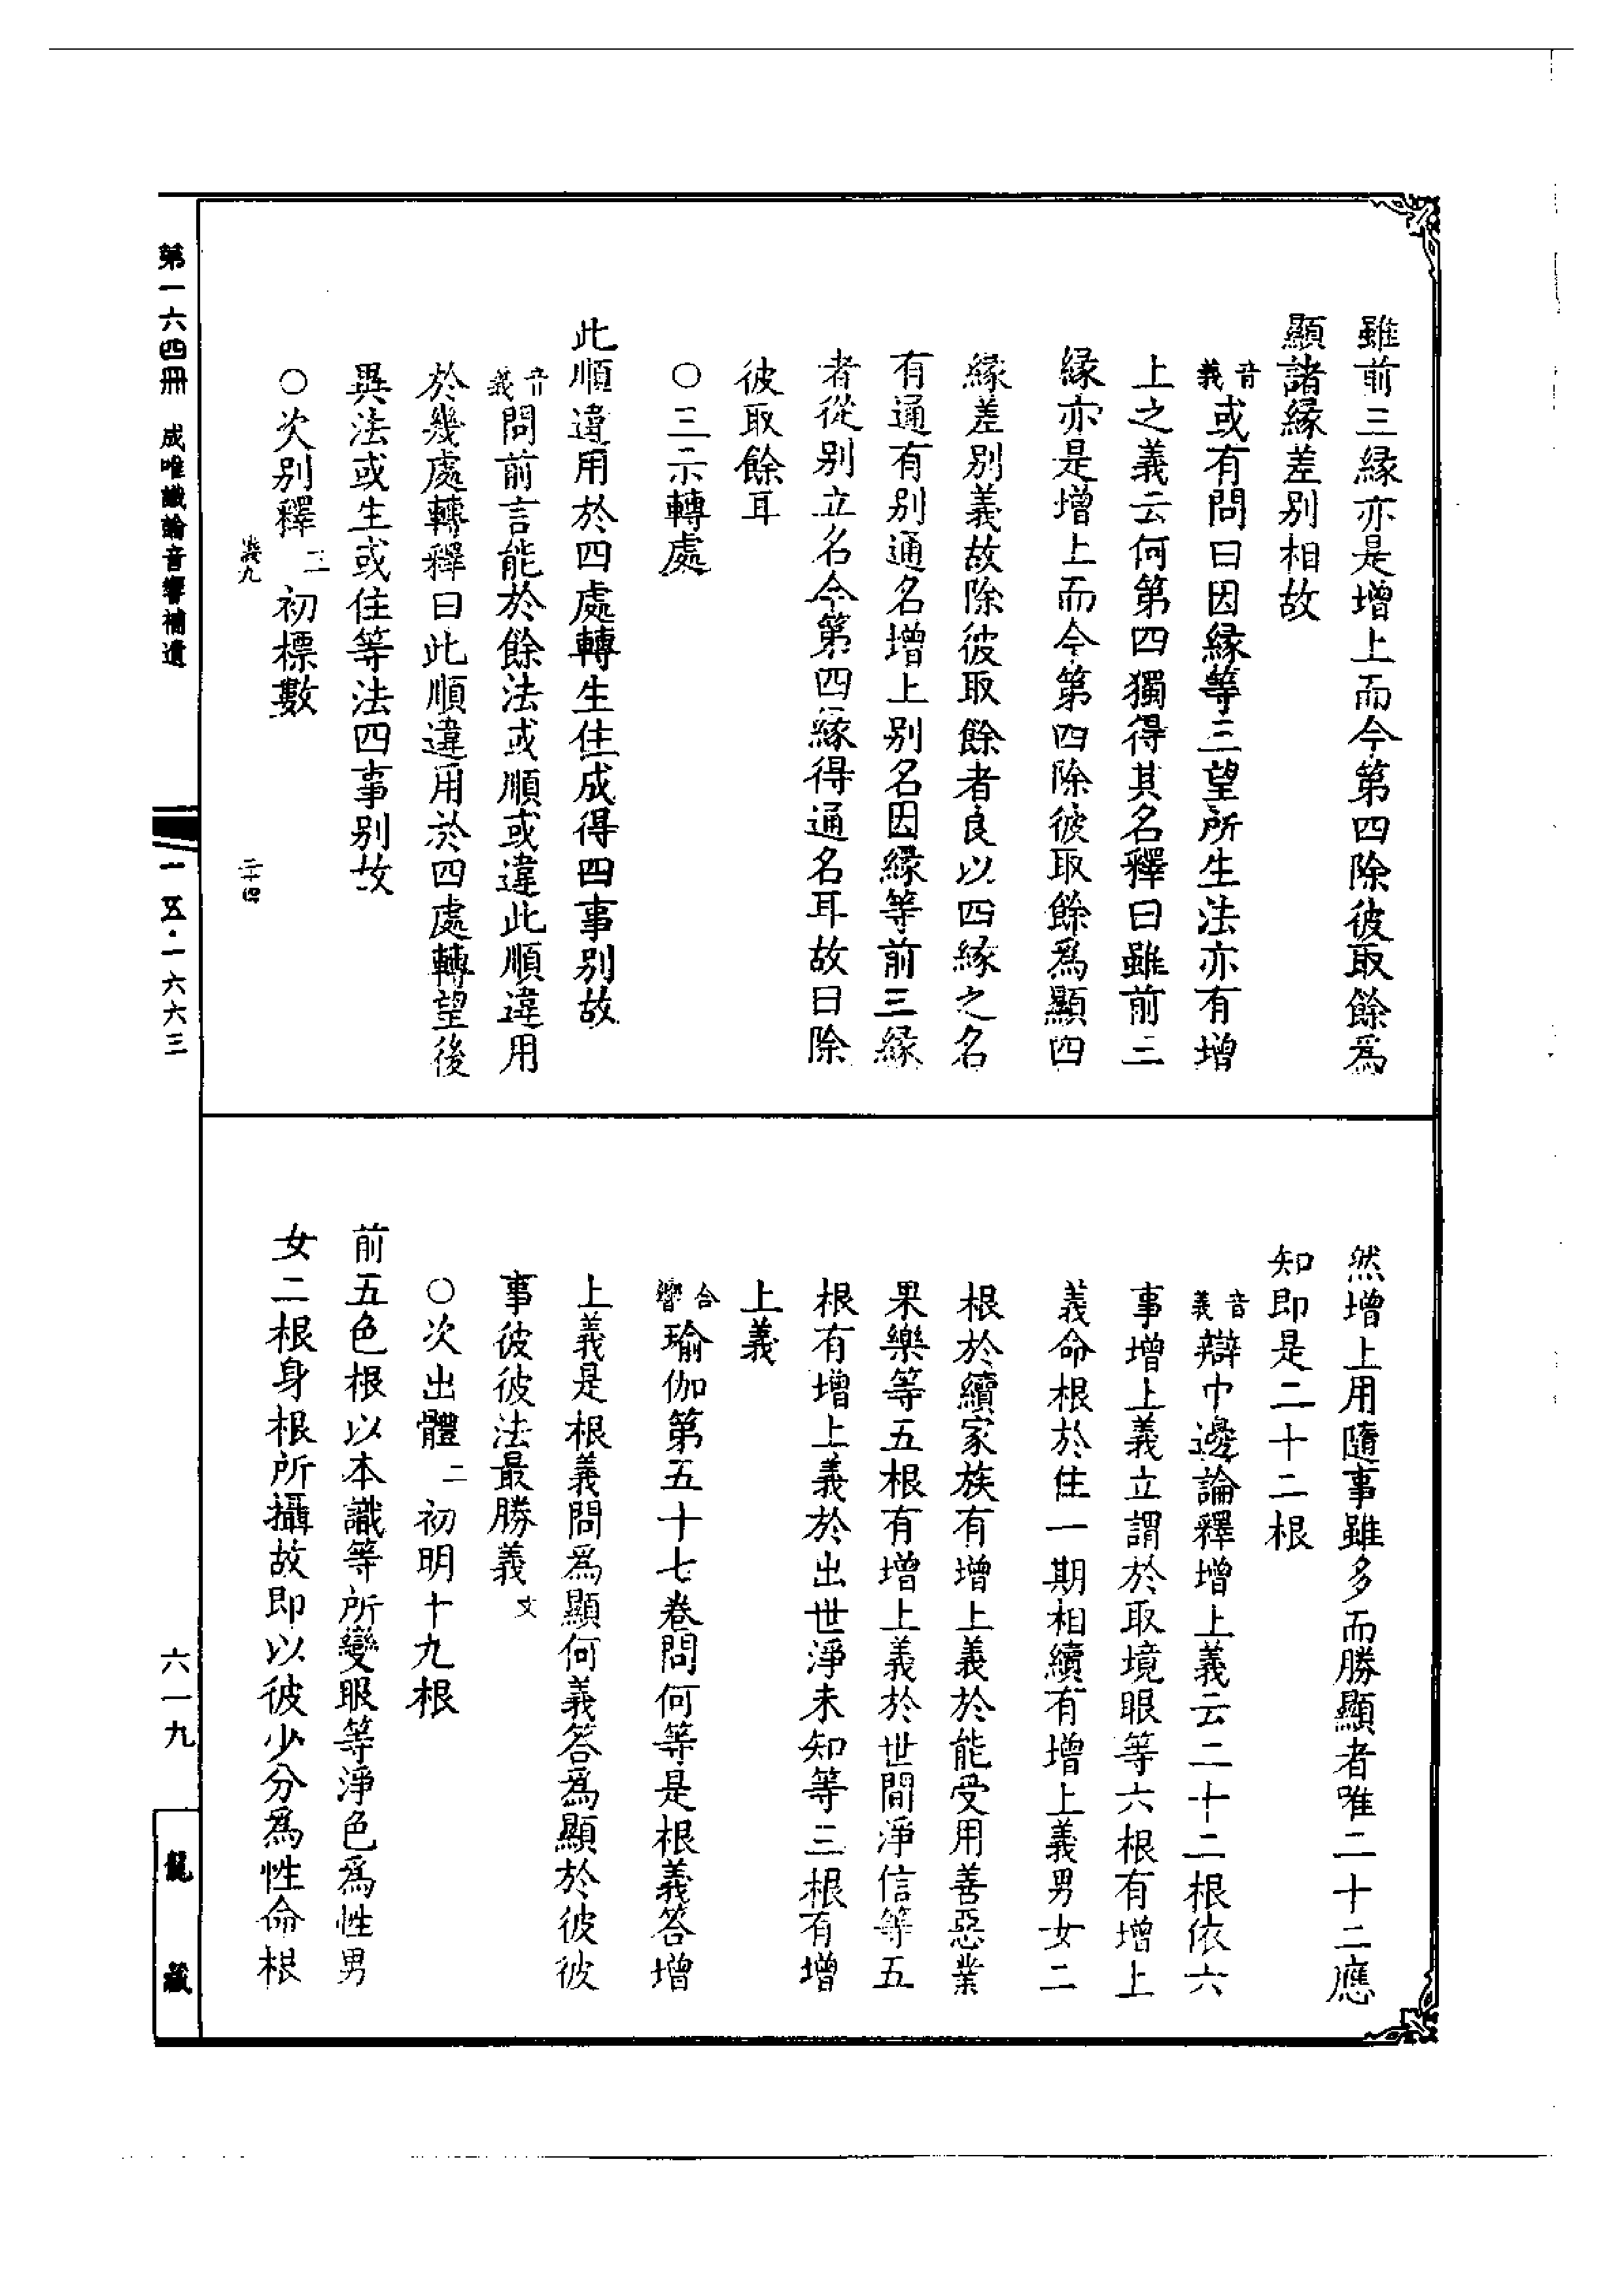 雖前三緣亦是增上而今第四除彼取餘爲
顯諸緣差別相故
音義或有問曰因緣等三望所生法亦有增
上之義云何第四獨得其名釋曰雖前三
緣亦是增上而今第四除彼取餘爲顯四
緣差別義故除彼取餘者良以四緣之名
有通有別通名增上別名因緣等前三緣
者從別立名今第四緣得通名耳故曰除
彼取餘耳
○三示轉處
此順違用於四處轉生住成得四事別故
音義問前言能於餘法或順或違此順違用
於幾處轉釋曰此順違用於四處轉望後
異法或生或住等法四事別故
○次別釋二初標數
然增上用隨事雖多而勝顯者唯二十二應
知即是二十二根
音義辯中邊論釋增上義云二十二根依六
事增上義立謂於取境眼等六根有增上
義命根於住一期相續有增上義男女二
根於續家族有增上義於能受用善惡業
果樂等五根有增上義於世間淨信等五
根有增上義於出世淨未知等三根有增
上義
合響瑜伽第五十七卷問何等是根義答增
上義是根義問爲顯何義答爲顯於彼彼
事彼彼法最勝義文
○次出體二初明十九根
前五色根以本識等所變眼等淨色爲性男
女二根身根所攝故即以彼少分爲性命根
第一六四冊 成唯識論音響補遺
一一五·一六六三
六一九
龍藏